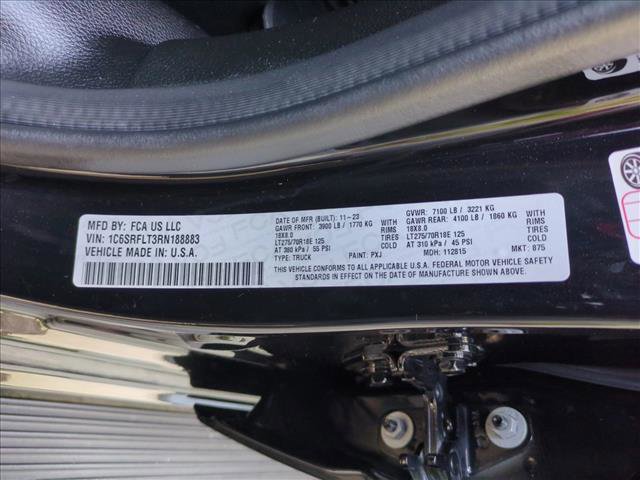 MFD BY: FCA US LLC
VIN: 1C6SRFLT3RN188883
VEHICLE MADE IN: U.S.A.
DATE OF MFR (BUILT): 11-23
GAWR FRONT: 3900 LB / 1770 KG
18X8.0 RIMS WITH
LT275/70R18E 125 TIRES
AT 380 kPa / 55 PSI COLD
GVWR: 7100 LB / 3221 KG
GAWR REAR: 4100 LB / 1860 KG
18X8.0 RIMS WITH
LT275/70R18E 125 TIRES
AT 310 kPa / 45 PSI COLD
TYPE: TRUCK PAINT: PXJ MDH: 112815 MKT: 875
THIS VEHICLE CONFORMS TO ALL APPLICABLE U.S.A. FEDERAL MOTOR VEHICLE SAFETY
STANDARDS IN EFFECT ON DATE OF MANUFACTURE SHOWN ABOVE